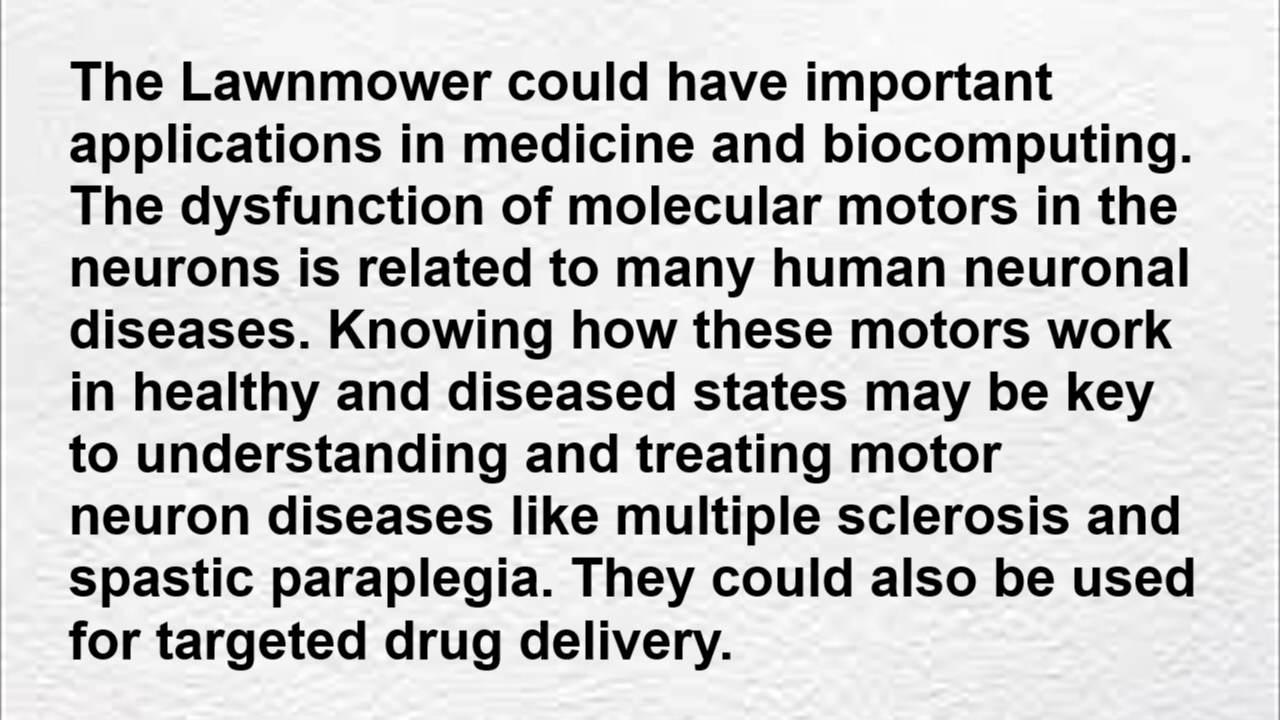 The Lawnmower could have important
applications in medicine and biocomputing.
The dysfunction of molecular motors in the
neurons is related to many human neuronal
diseases. Knowing how these motors work
in healthy and diseased states may be key
to understanding and treating motor
neuron diseases like multiple sclerosis and
spastic paraplegia. They could also be used
for targeted drug delivery.